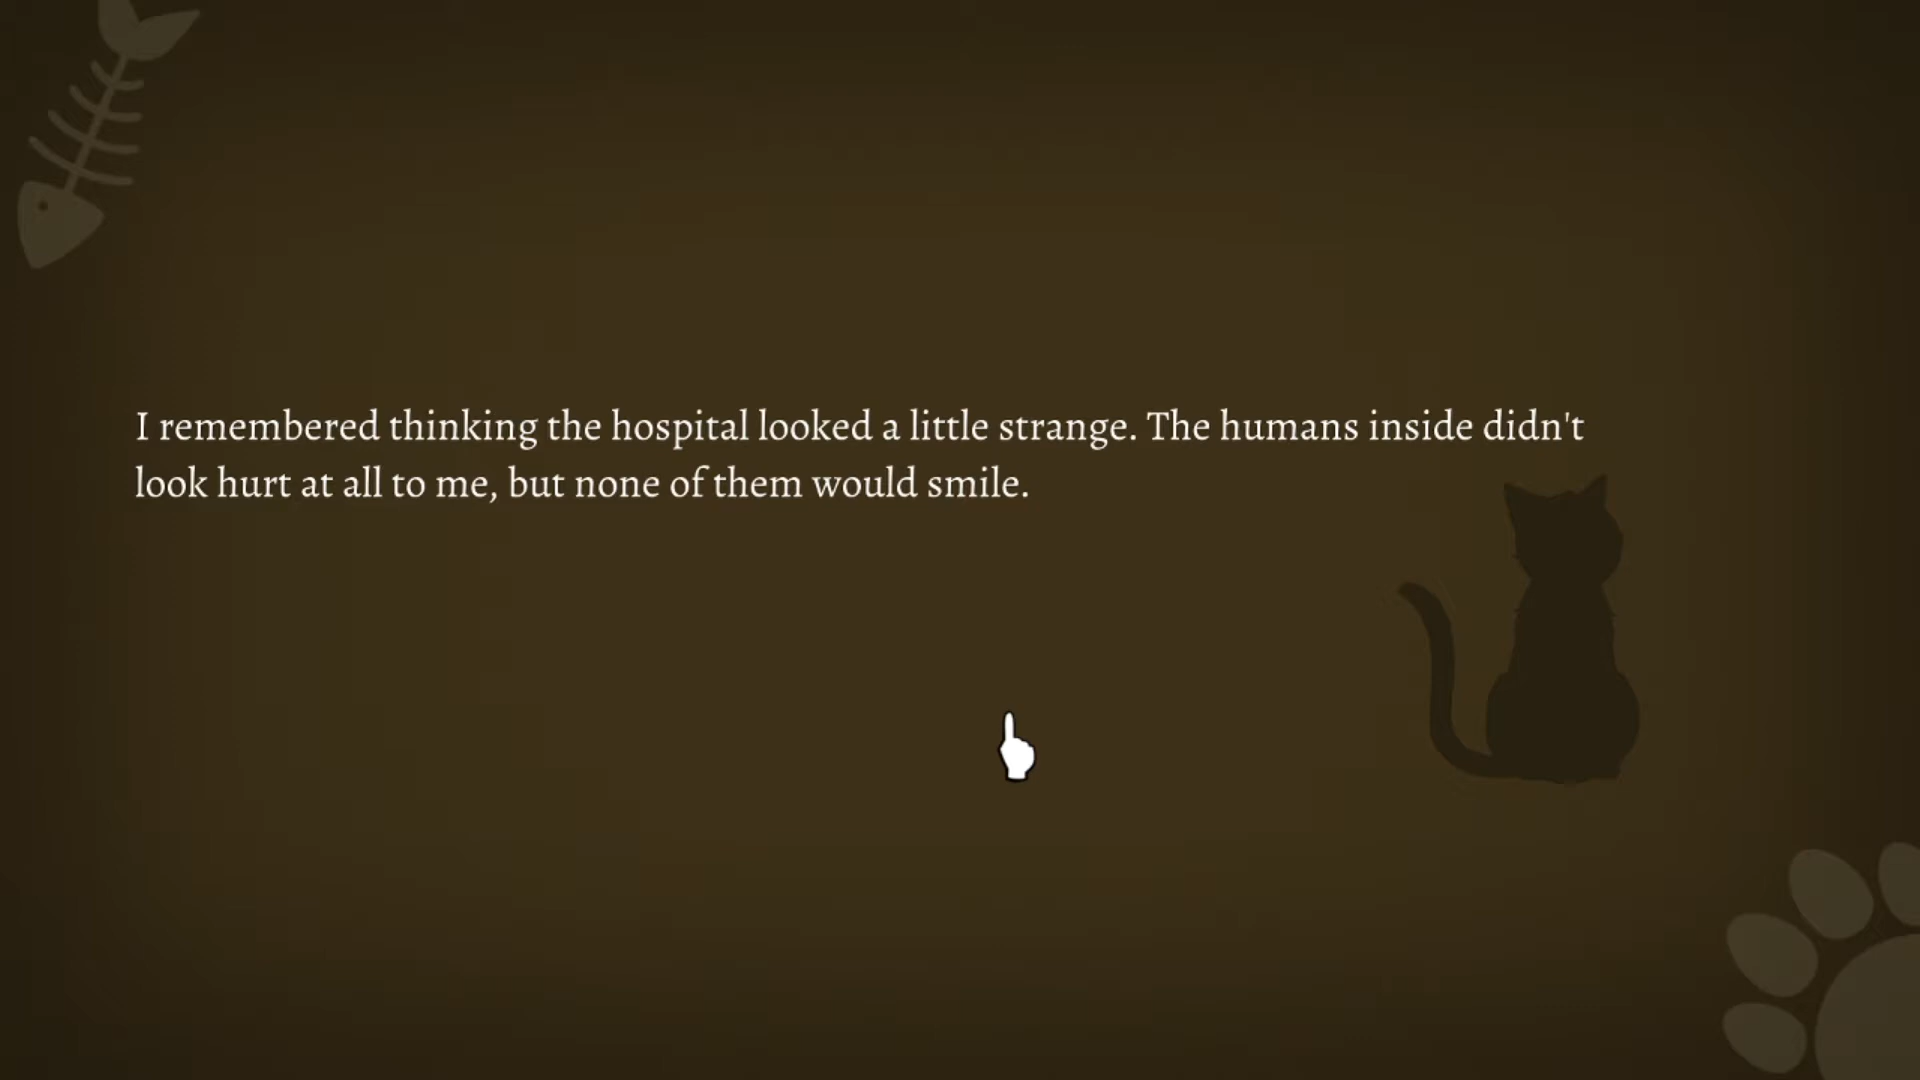 I remembered thinking the hospital looked a little strange. The humans inside didn't
look hurt at all to me, but none of them would smile.